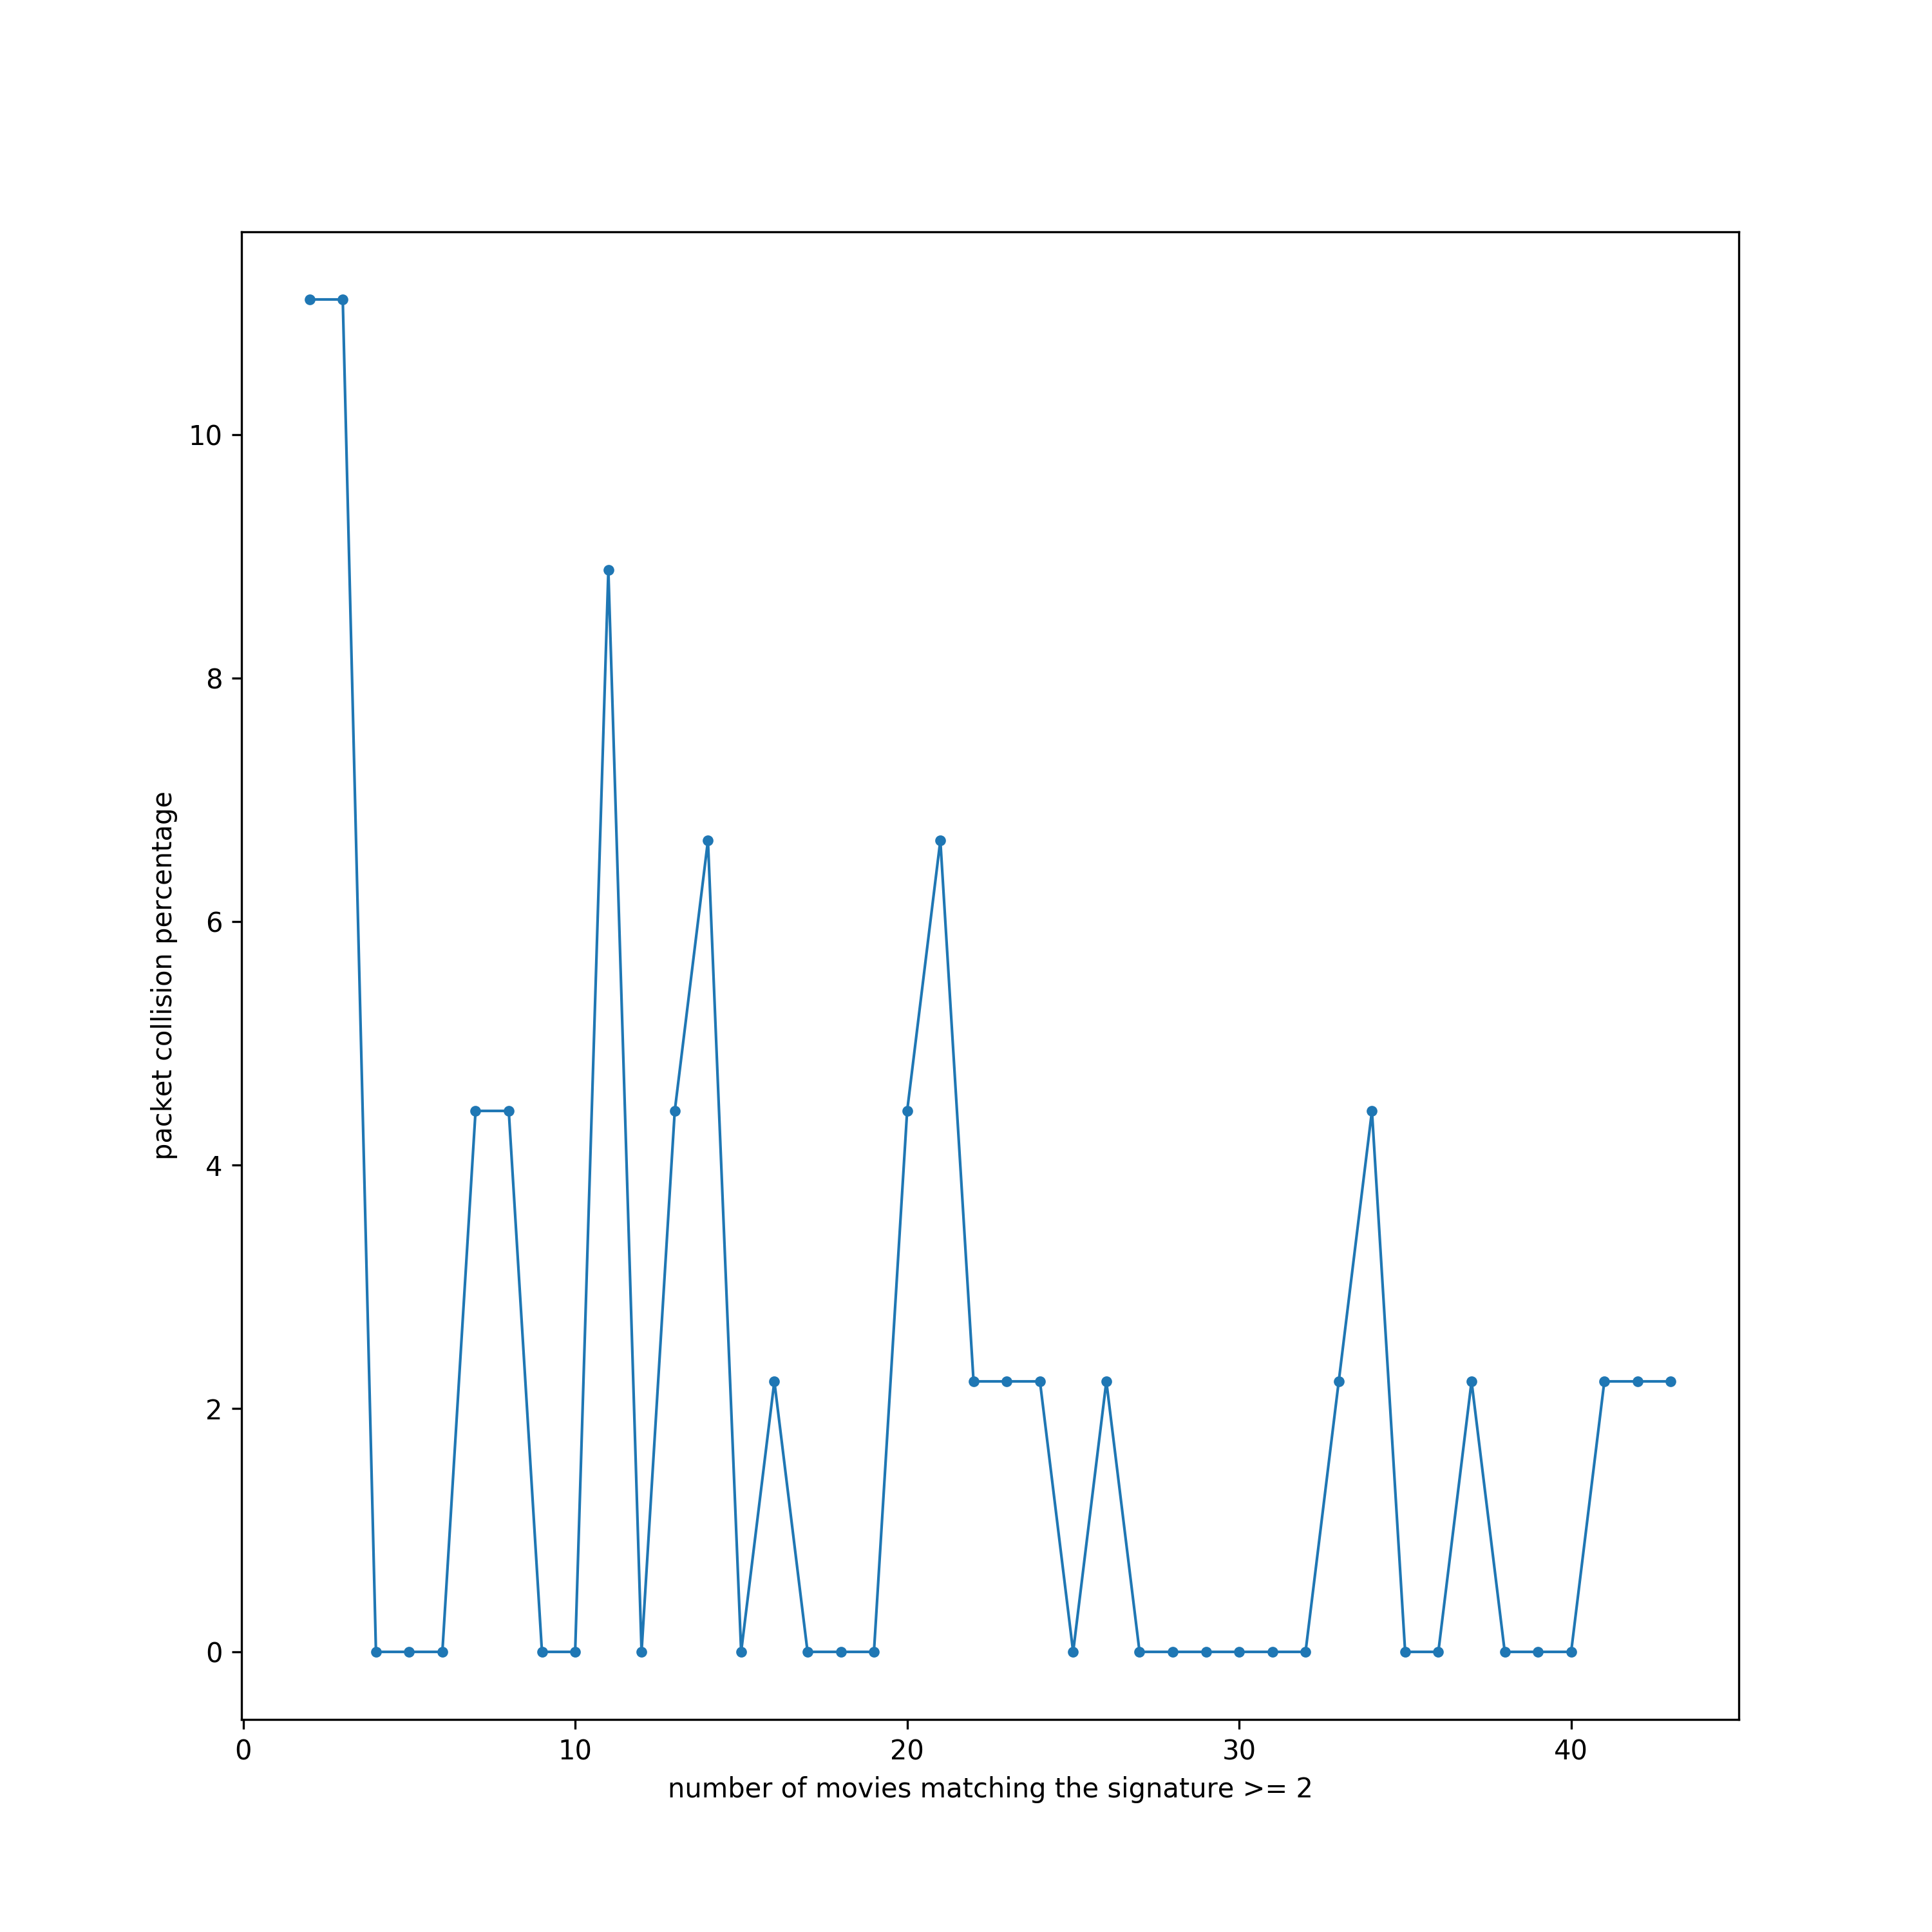 packet collision percentage
10
8
6
4
2
0
0 10 20 30 40
number of movies matching the signature >= 2